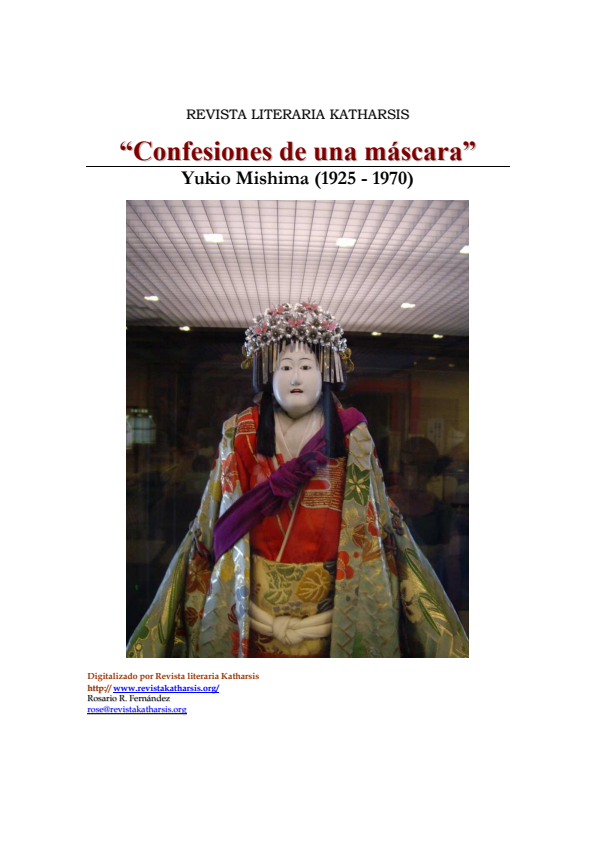 REVISTA LITERARIA KATHARSIS
“Confesiones de una máscara”
Yukio Mishima (1925 - 1970)
Digitalizado por Revista literaria Katharsis
http:// www.revistakatharsis.org/
Rosario R. Fernández
rose@revistakatharsis.org